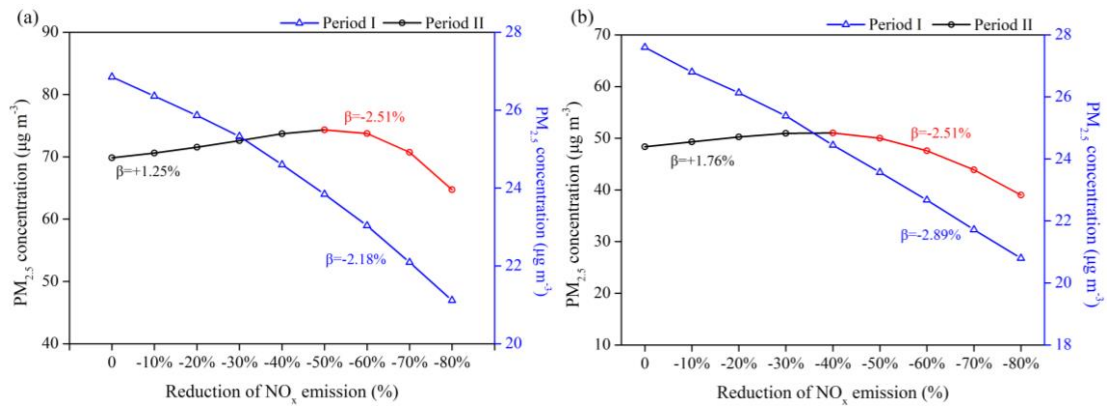 (a)
Period I Period II
PM2.5 concentration (μg m-3)
90
80
70
60
50
40
28
26
24
22
20
PM2.5 concentration (μg m-3)
β=+1.25%
β=-2.51%
β=-2.18%
0 -10% -20% -30% -40% -50% -60% -70% -80%
Reduction of NOx emission (%)
(b)
Period I Period II
PM2.5 concentration (μg m-3)
70
60
50
40
30
20
10
28
26
24
22
20
18
PM2.5 concentration (μg m-3)
β=+1.76%
β=-2.51%
β=-2.89%
0 -10% -20% -30% -40% -50% -60% -70% -80%
Reduction of NOx emission (%)